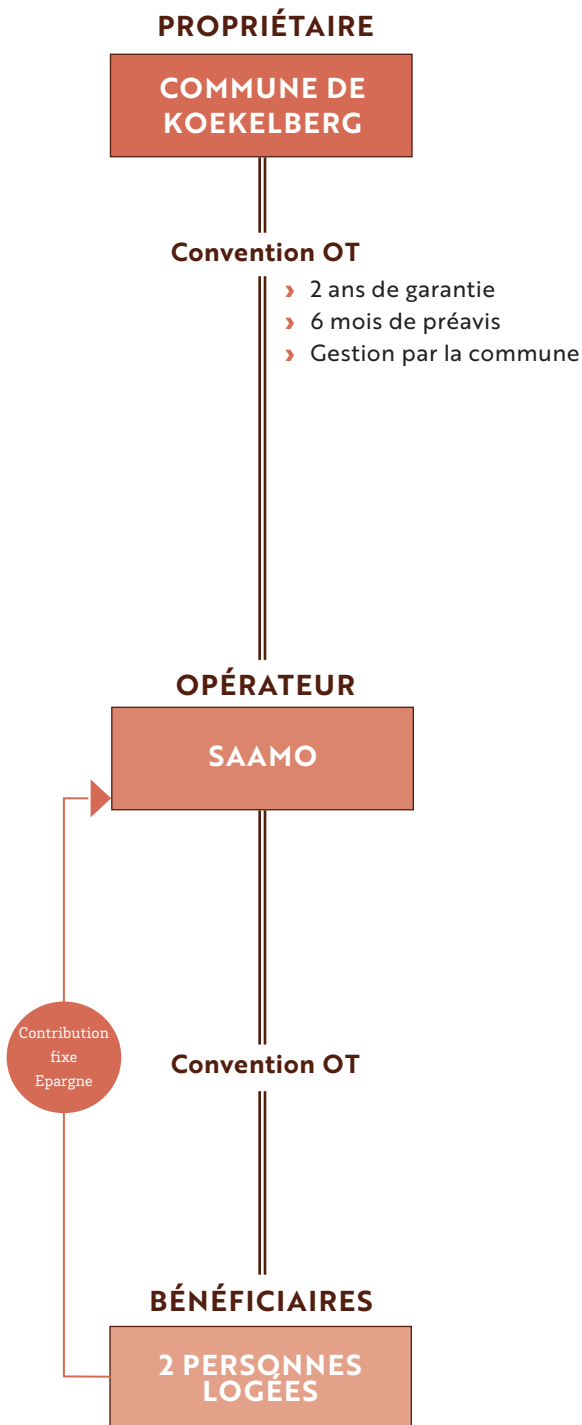 PROPRIÉTAIRE
COMMUNE DE
KOEKELBERG
Convention OT
› 2 ans de garantie
› 6 mois de préavis
› Gestion par la commune
OPÉRATEUR
SAAMO
Contribution
fixe
Epargne
Convention OT
BÉNÉFICIAIRES
2 PERSONNES
LOGÉES